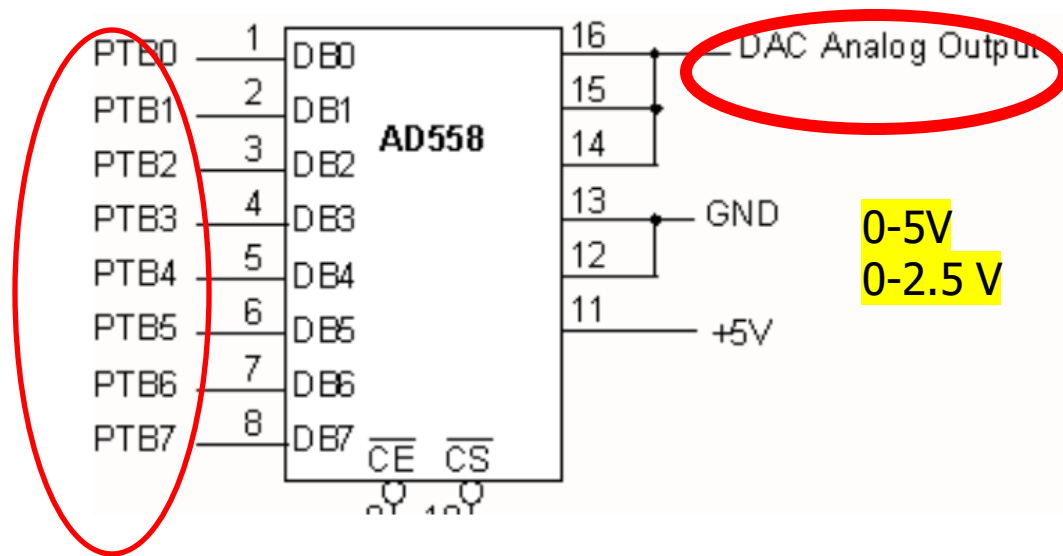 PTB0 1 DB0 16 DAC Analog Output
PTB1 2 DB1 15
PTB2 3 DB2 AD558 14
PTB3 4 DB3 13 GND 0-5V
PTB4 5 DB4 12 0-2.5 V
PTB5 6 DB5 11 +5V
PTB6 7 DB6
PTB7 8 DB7
CE CS